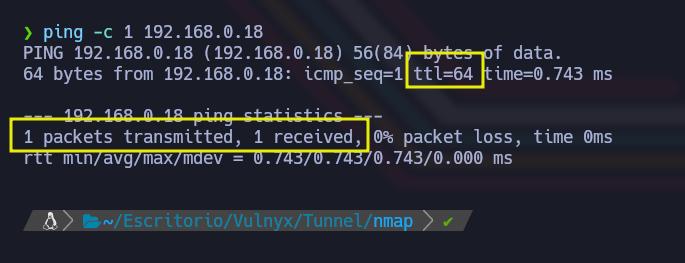 ❯ ping -c 1 192.168.0.18
PING 192.168.0.18 (192.168.0.18) 56(84) bytes of data.
64 bytes from 192.168.0.18: icmp_seq=1 ttl=64 time=0.743 ms
--- 192.168.0.18 ping statistics ---
1 packets transmitted, 1 received, 0% packet loss, time 0ms
rtt min/avg/max/mdev = 0.743/0.743/0.743/0.000 ms
~/Escritorio/Vulnyx/Tunnel/nmap ✔